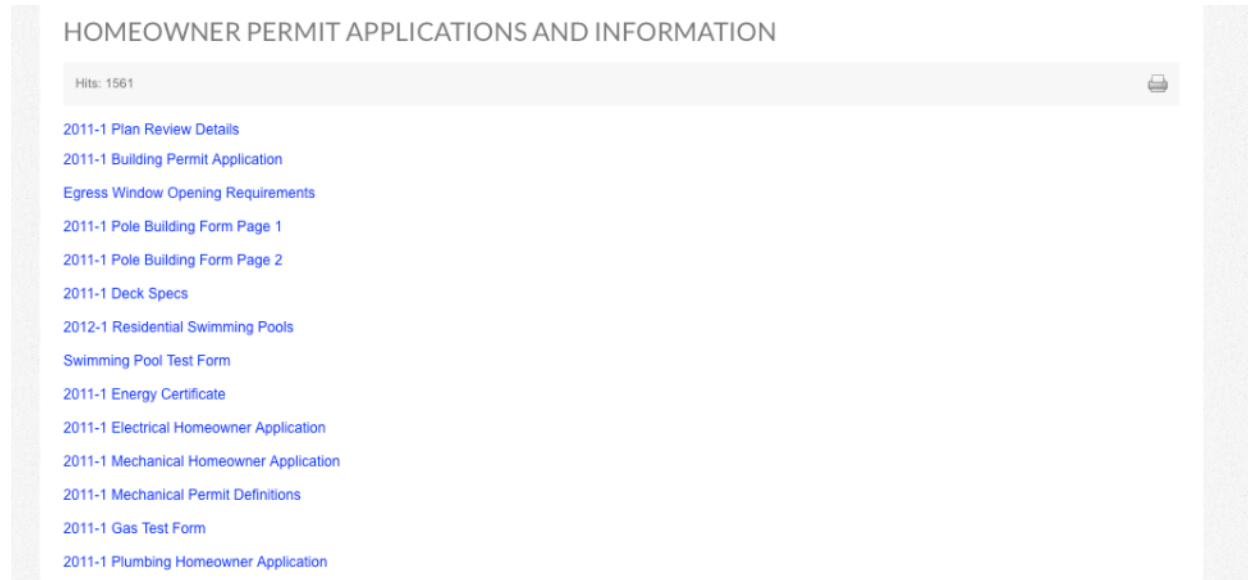 HOMEOWNER PERMIT APPLICATIONS AND INFORMATION
Hits: 1561
2011-1 Plan Review Details
2011-1 Building Permit Application
Egress Window Opening Requirements
2011-1 Pole Building Form Page 1
2011-1 Pole Building Form Page 2
2011-1 Deck Specs
2012-1 Residential Swimming Pools
Swimming Pool Test Form
2011-1 Energy Certificate
2011-1 Electrical Homeowner Application
2011-1 Mechanical Homeowner Application
2011-1 Mechanical Permit Definitions
2011-1 Gas Test Form
2011-1 Plumbing Homeowner Application